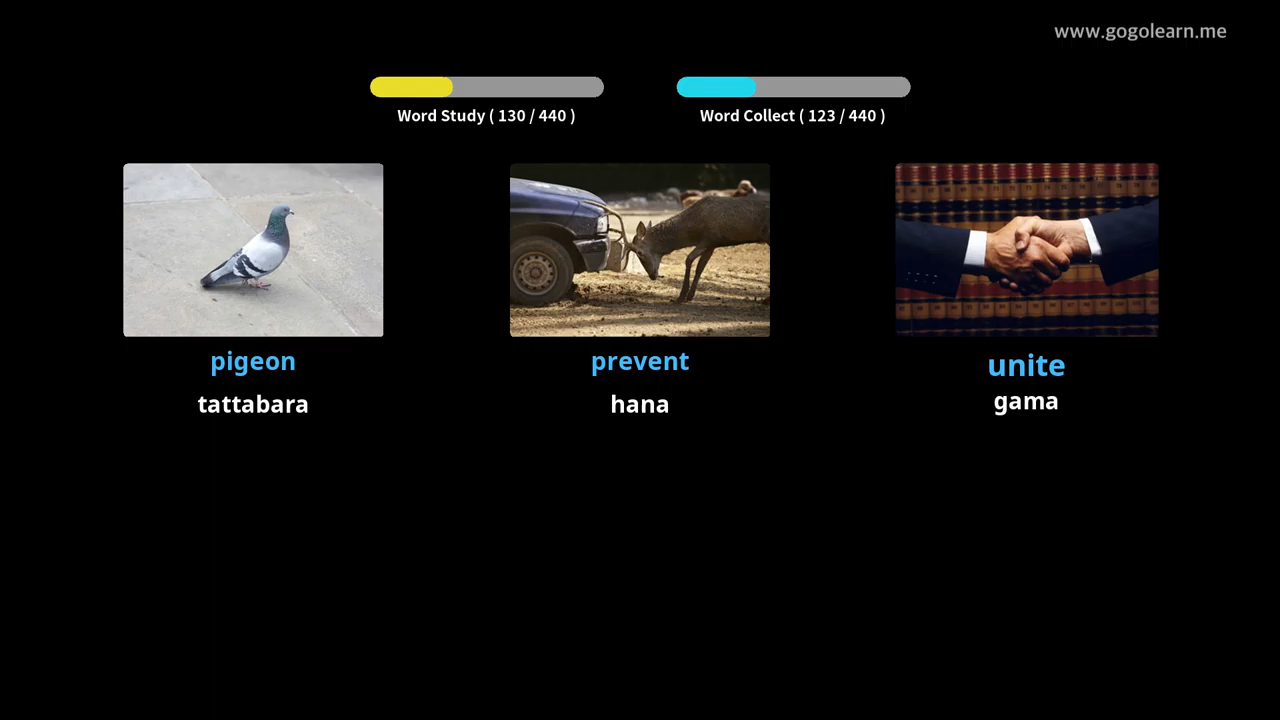 www.gogolearn.me
Word Study ( 130 / 440 )
Word Collect ( 123 / 440 )
pigeon
tattabara
prevent
hana
unite
gama